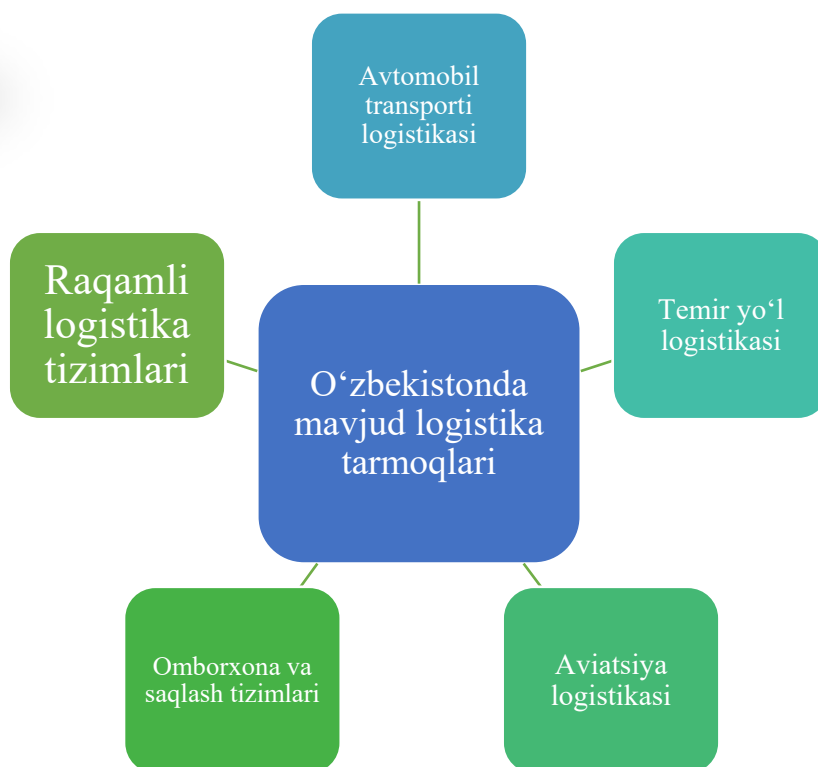 Avtomobil
transporti
logistikasi
Raqamli
logistika
tizimlari
Temir yo‘l
logistikasi
O‘zbekistonda
mavjud logistika
tarmoqlari
Omborxona va
saqlash tizimlari
Aviatsiya
logistikasi